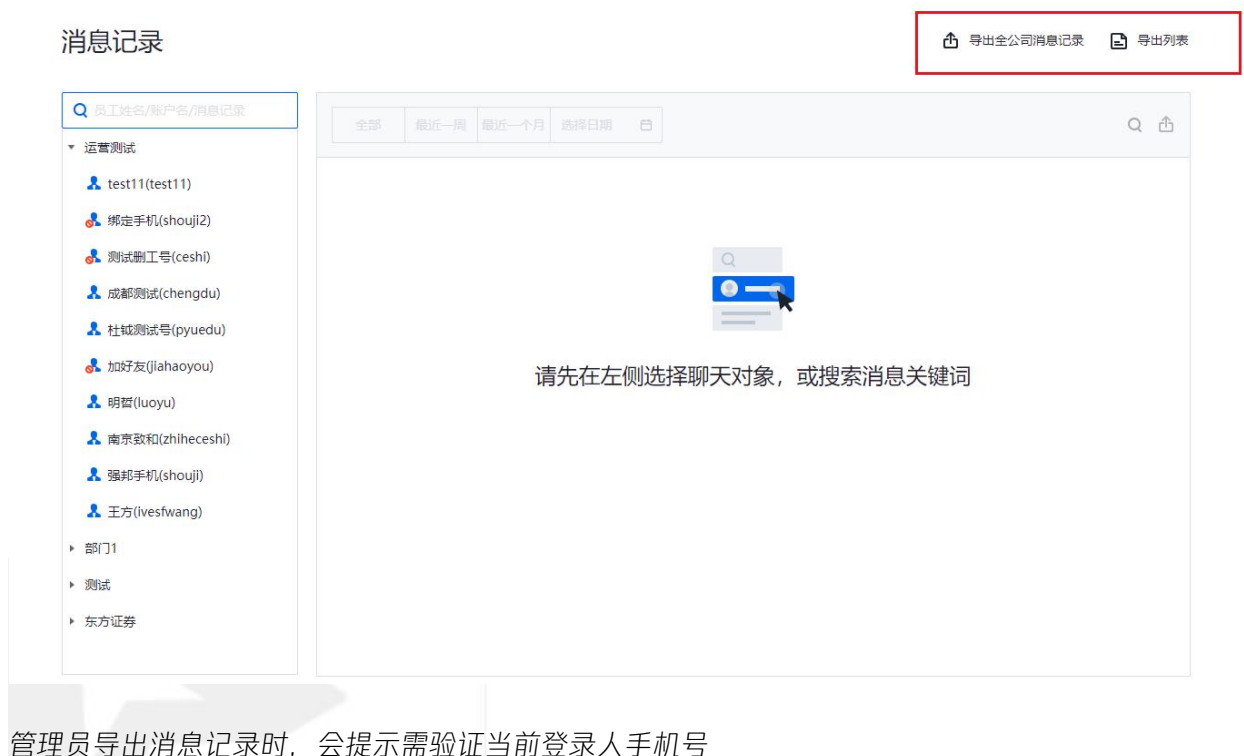 消息记录
导出全公司消息记录 导出列表
员工姓名/账户名/消息记录
全部 最近一周 最近一个月 选择日期
运营测试
test11(test11)
绑定手机(shouji2)
测试删工号(ceshi)
成都测试(chengdu)
杜钺测试号(pyuedu)
加好友(jiahaoyou)
明哲(luoyu)
南京致和(zhiheceshi)
强邦手机(shouji)
王方(ivesfwang)
部门1
测试
东方证券
请先在左侧选择聊天对象，或搜索消息关键词
管理员导出消息记录时，会提示需验证当前登录人手机号